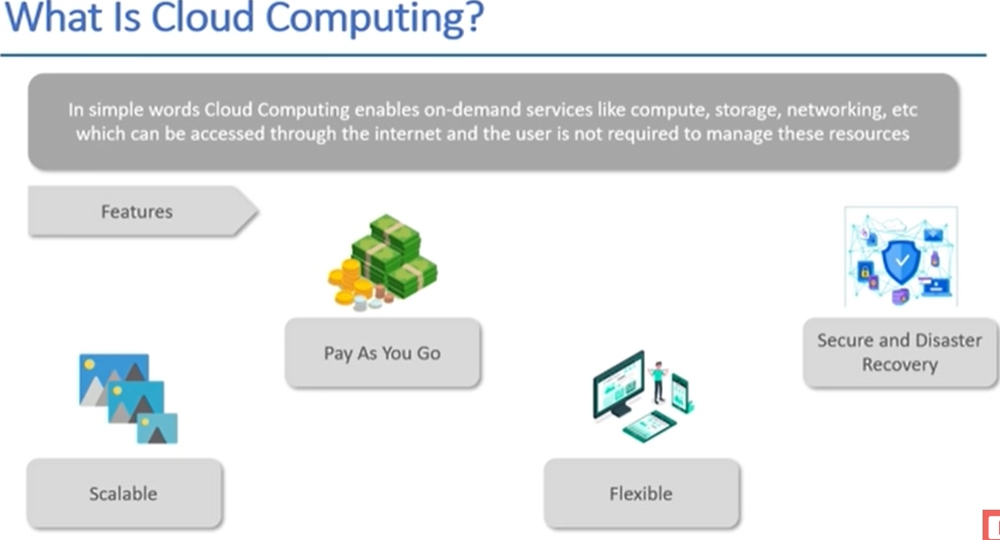 What Is Cloud Computing?
In simple words Cloud Computing enables on-demand services like compute, storage, networking, etc
which can be accessed through the internet and the user is not required to manage these resources
Features
Pay As You Go
Secure and Disaster
Recovery
Scalable
Flexible